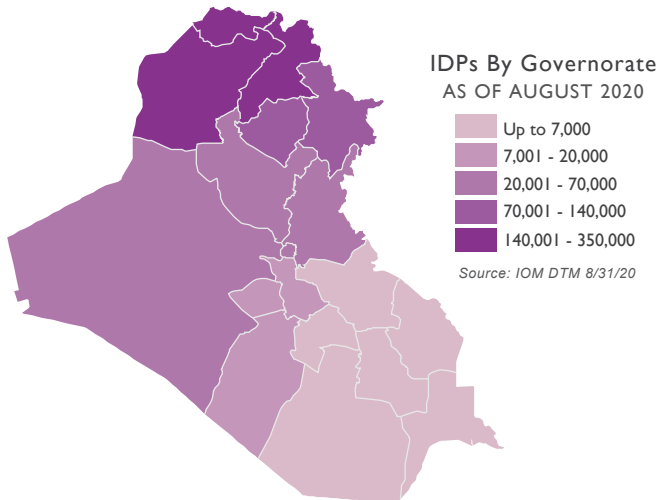 IDPs By Governorate
AS OF AUGUST 2020
Up to 7,000
7,001 - 20,000
20,001 - 70,000
70,001 - 140,000
140,001 - 350,000
Source: IOM DTM 8/31/20